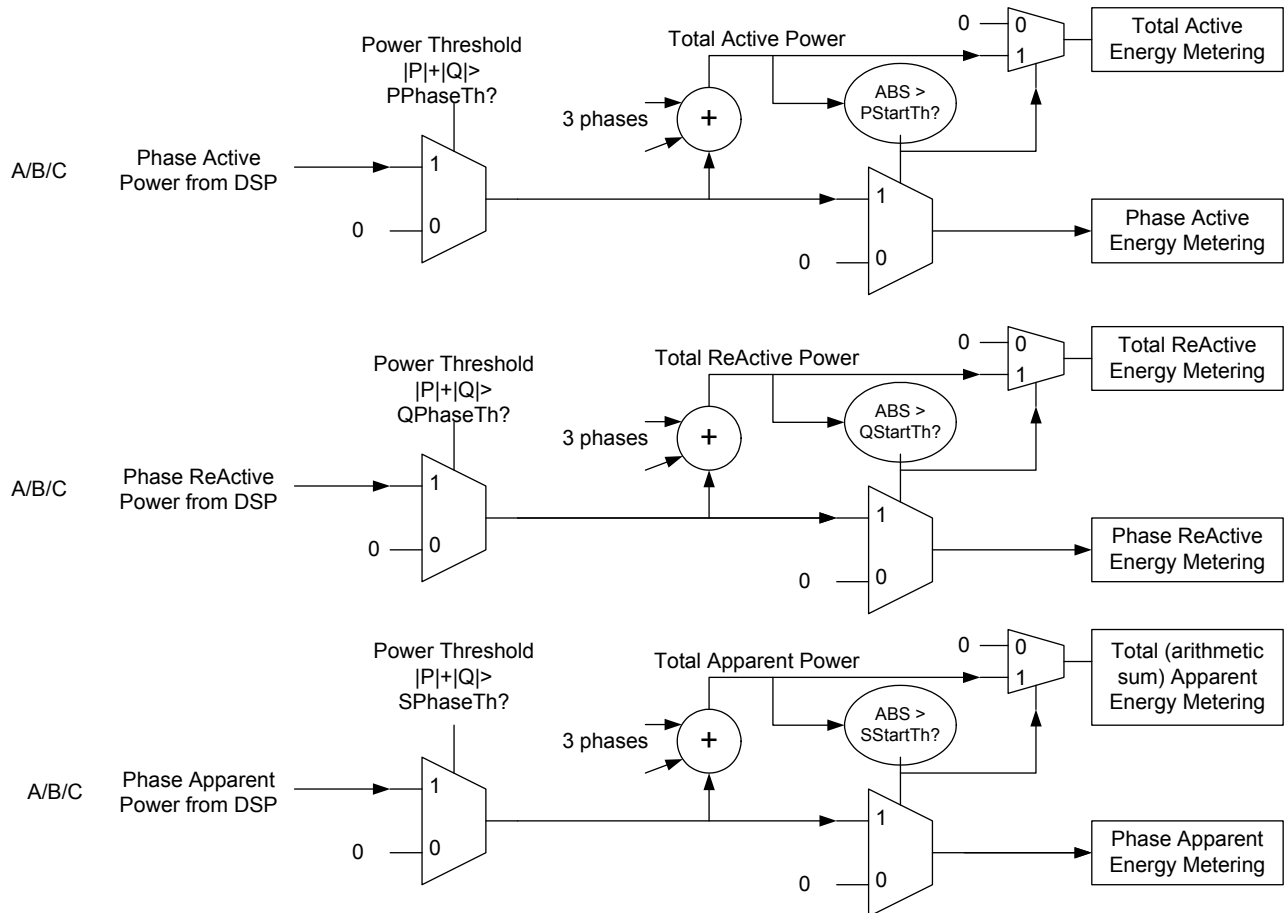 Power Threshold
|P|+|Q|>
PPhaseTh?
Total Active Power
0
0
1
Total Active
Energy Metering
ABS >
PStartTh?
3 phases
+
A/B/C
Phase Active
Power from DSP
1
0
0
1
0
0
Phase Active
Energy Metering
Power Threshold
|P|+|Q|>
QPhaseTh?
Total ReActive Power
0
0
1
Total ReActive
Energy Metering
ABS >
QStartTh?
3 phases
+
A/B/C
Phase ReActive
Power from DSP
1
0
0
1
0
0
Phase ReActive
Energy Metering
Power Threshold
|P|+|Q|>
SPhaseTh?
Total Apparent Power
0
0
1
Total (arithmetic
sum) Apparent
Energy Metering
ABS >
SStartTh?
3 phases
+
A/B/C
Phase Apparent
Power from DSP
1
0
0
1
0
0
Phase Apparent
Energy Metering